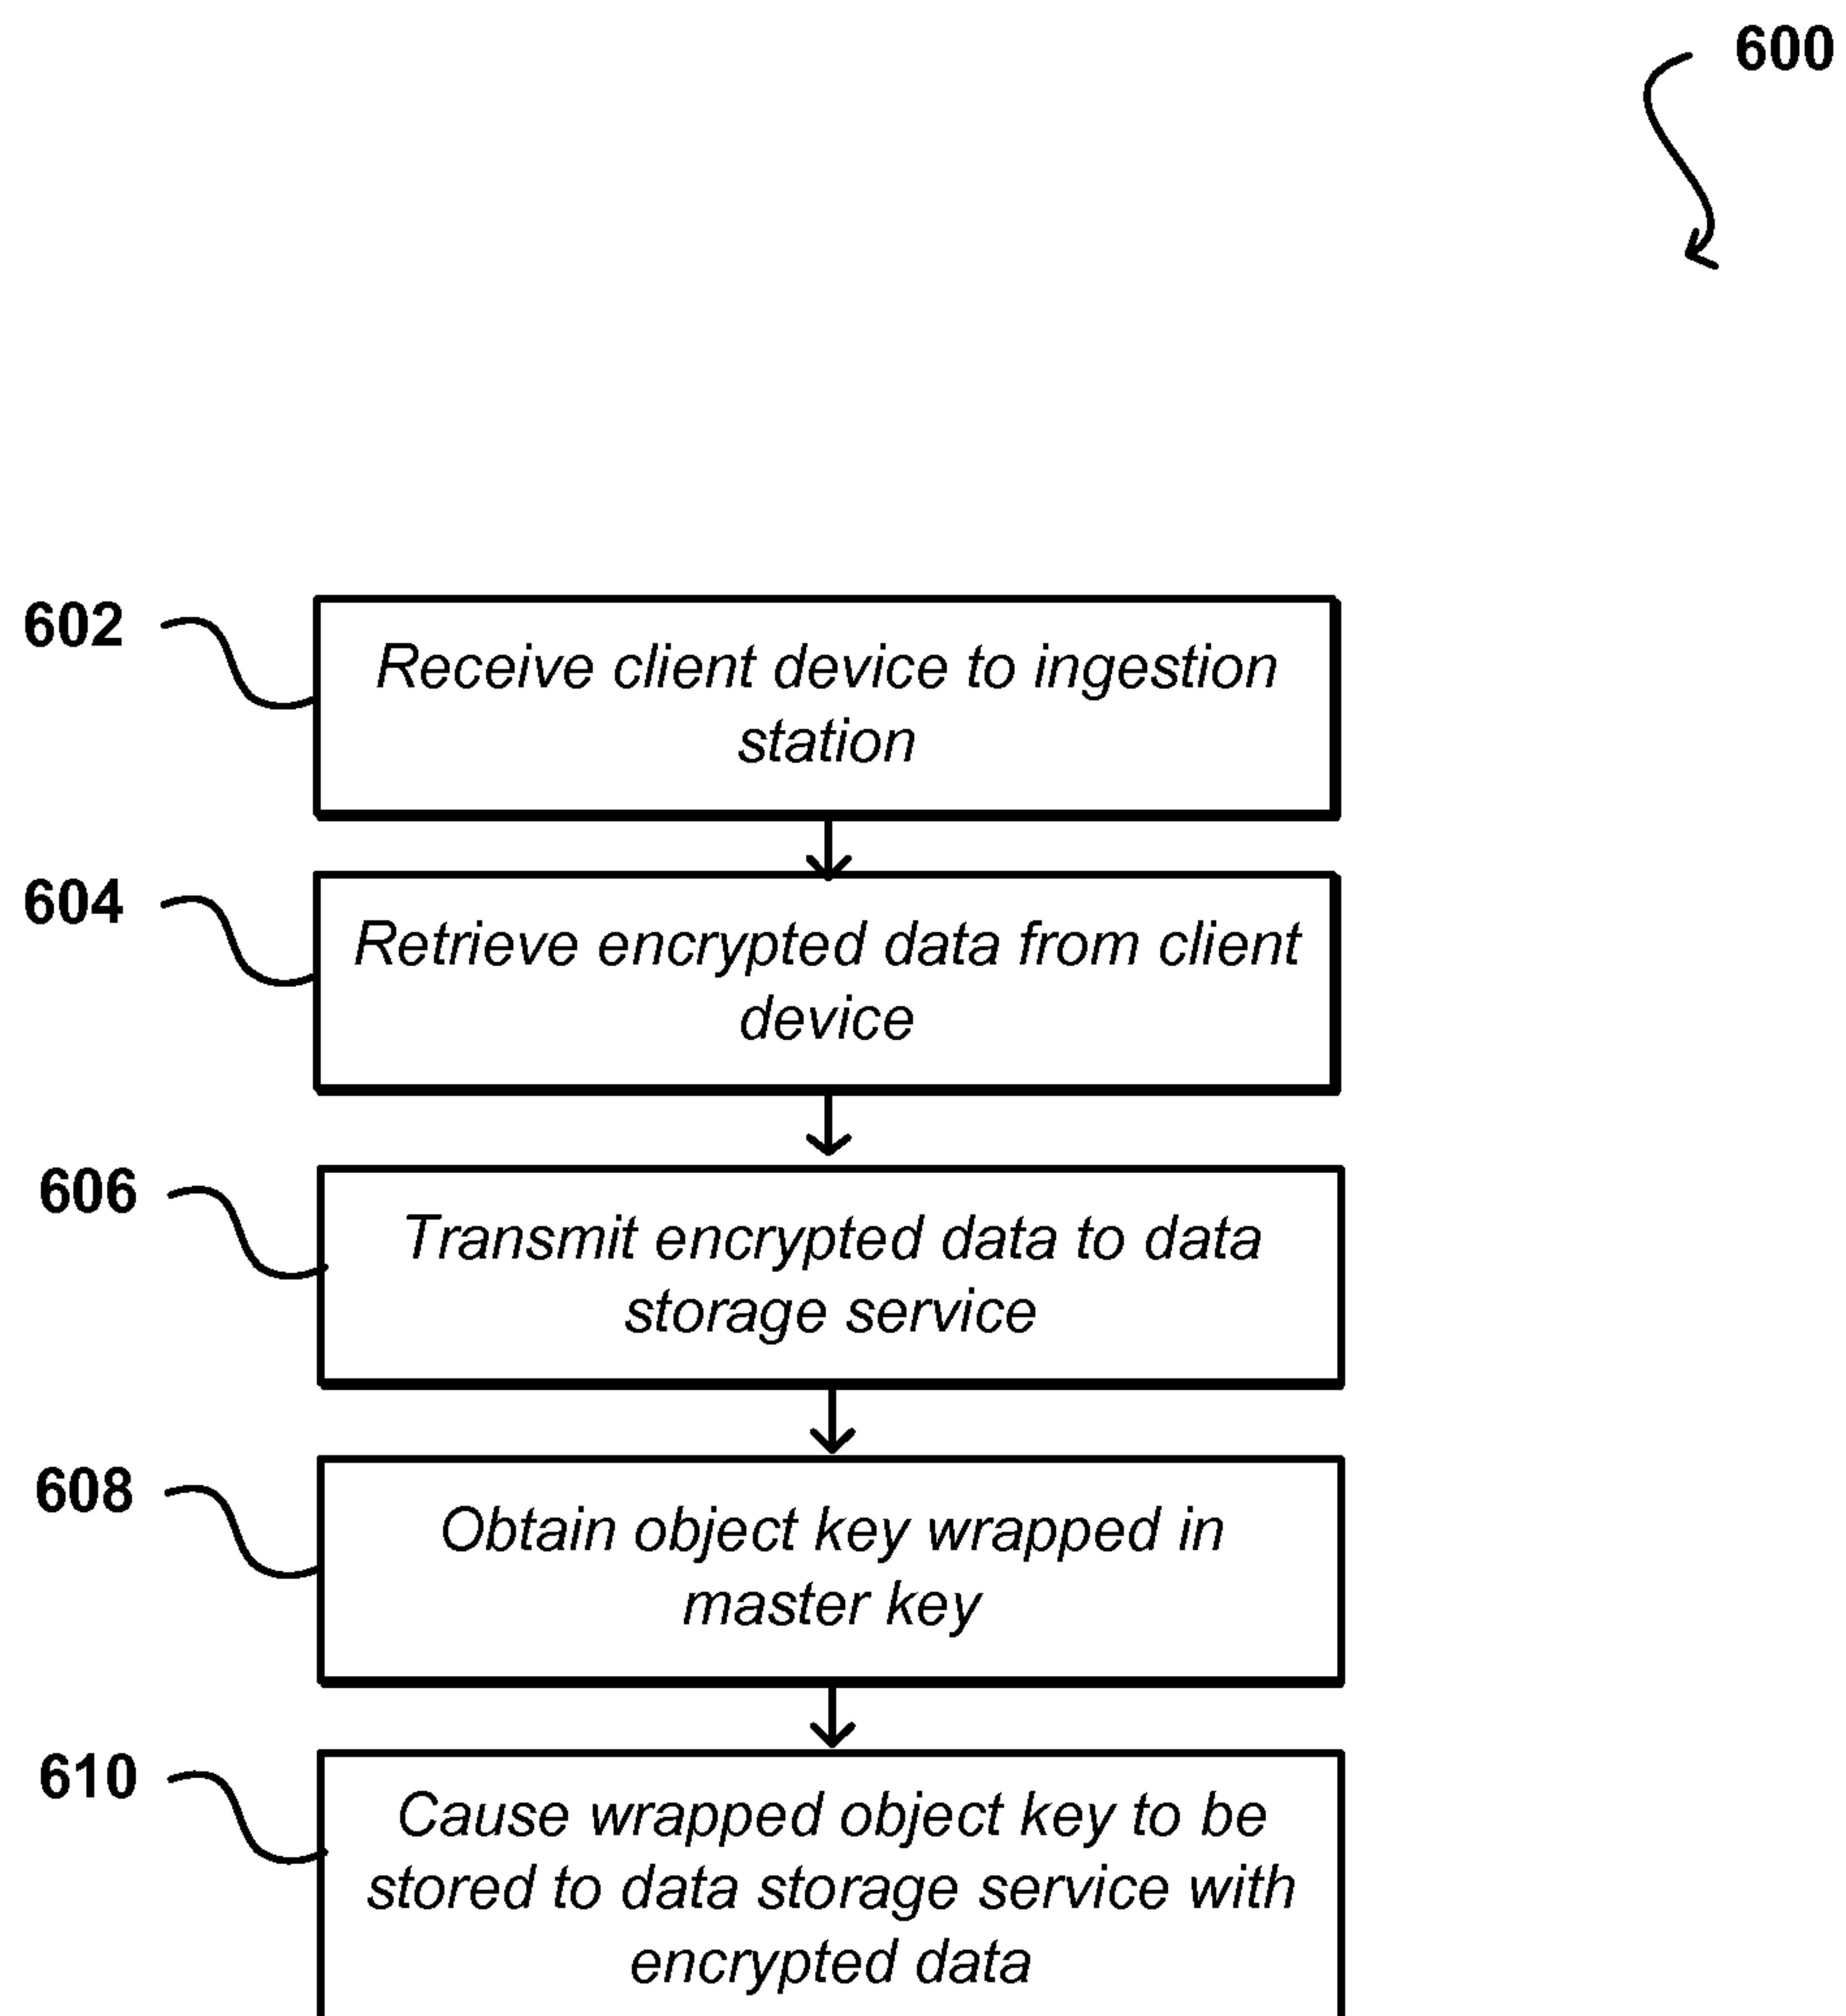 600
602
Receive client device to ingestion
station
604
Retrieve encrypted data from client
device
606
Transmit encrypted data to data
storage service
608
Obtain object key wrapped in
master key
610
Cause wrapped object key to be
stored to data storage service with
encrypted data